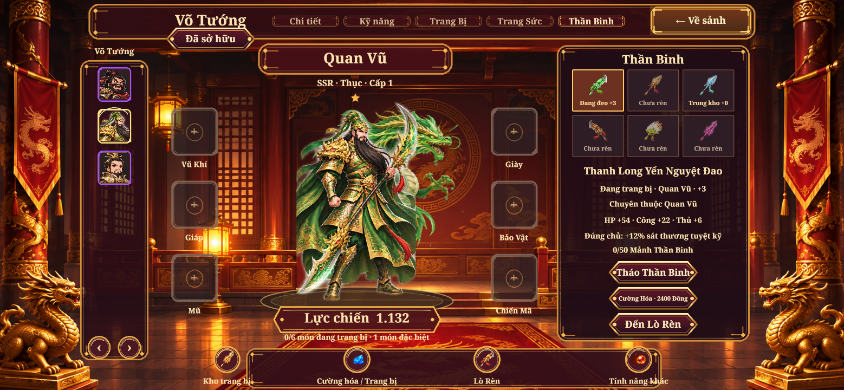 Võ Tướng
Đã sở hữu
Chi tiết
Kỹ năng
Trang Bị
Trang Sức
Thần Binh
← Về sảnh
Võ Tướng
Quan Vũ
SSR · Thục · Cấp 1
Vũ Khí
Giáp
Mũ
Giày
Bảo Vật
Chiến Mã
Lực chiến 1.132
0/6 món đang trang bị · 1 món đặc biệt
Thần Binh
Đang đeo +3
Chưa rèn
Trong kho +0
Chưa rèn
Chưa rèn
Chưa rèn
Thanh Long Yển Nguyệt Đao
Đang trang bị · Quan Vũ · +3
Chuyên thuộc Quan Vũ
HP +54 · Công +22 · Thủ +6
Đúng chủ: +12% sát thương tuyệt kỹ
0/50 Mảnh Thần Binh
Tháo Thần Binh
Cường Hóa · 2400 Đồng
Đến Lò Rèn
‹
›
Kho trang bị
Cường hóa / Trang bị
Lò Rèn
Tính năng khác